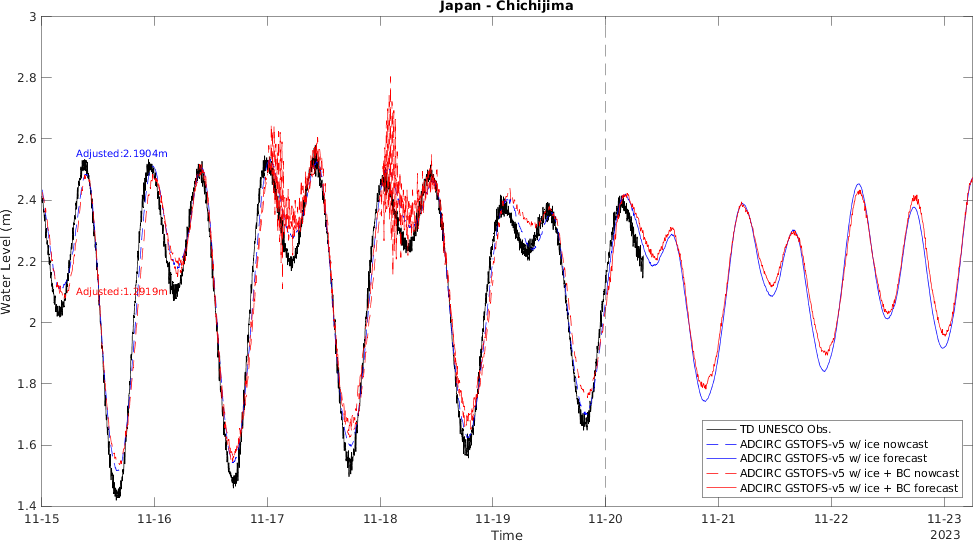 Japan - Chichijima
3
2.8
2.6
2.4
2.2
2
1.8
1.6
1.4
Water Level (m)
Adjusted:2.1904m
Adjusted:1.2919m
TD UNESCO Obs.
ADCIRC GSTOFS-v5 w/ ice nowcast
ADCIRC GSTOFS-v5 w/ ice forecast
ADCIRC GSTOFS-v5 w/ ice + BC nowcast
ADCIRC GSTOFS-v5 w/ ice + BC forecast
11-15 11-16 11-17 11-18 11-19 11-20 11-21 11-22 11-23
Time
2023